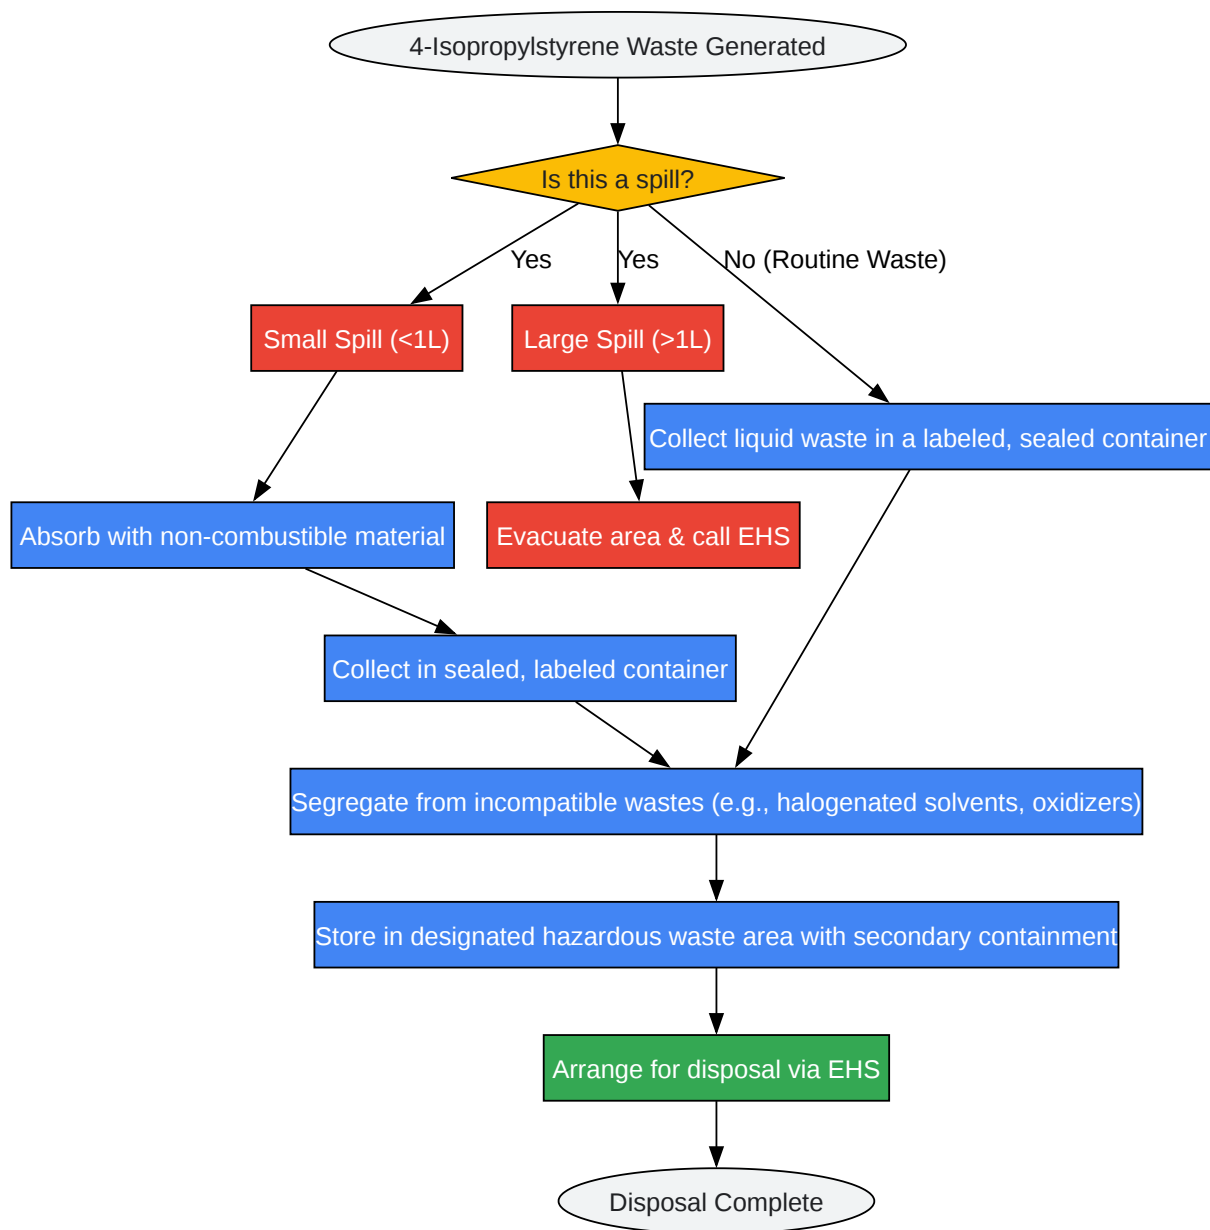 4-Isopropylstyrene Waste Generated
Is this a spill?
Yes
Yes
No (Routine Waste)
Small Spill (<1L)
Large Spill (>1L)
Collect liquid waste in a labeled, sealed container
Absorb with non-combustible material
Evacuate area & call EHS
Collect in sealed, labeled container
Segregate from incompatible wastes (e.g., halogenated solvents, oxidizers)
Store in designated hazardous waste area with secondary containment
Arrange for disposal via EHS
Disposal Complete